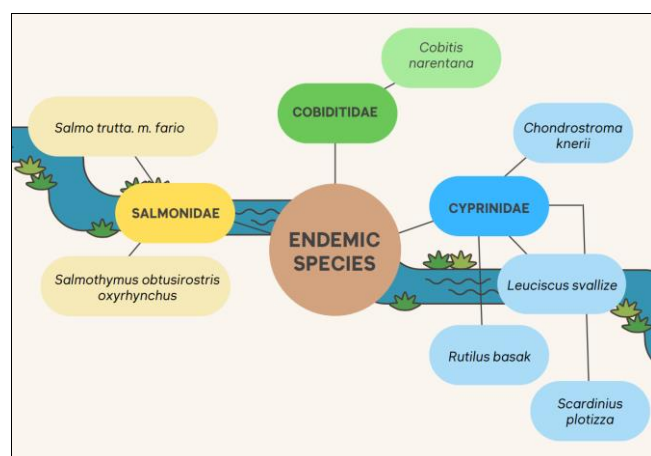 Cobitis
narentana
COBIDITIDAE
Salmo trutta. m. fario
Chondrostroma
knerii
SALMONIDAE
CYPRINIDAE
ENDEMIC
SPECIES
Salmothymus obtusirostris
oxyrhynchus
Leuciscus svallize
Rutilus basak
Scardinius
plotizza